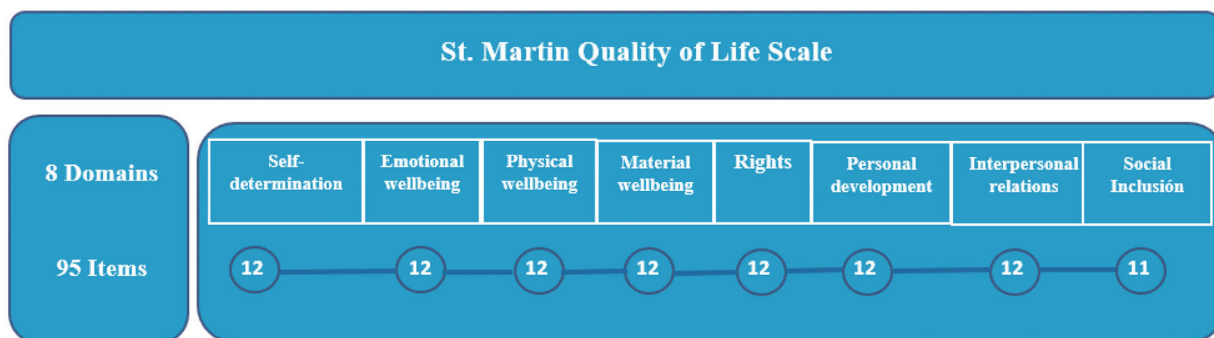 St. Martin Quality of Life Scale
8 Domains
Self-
determination
Emotional
wellbeing
Physical
wellbeing
Material
wellbeing
Rights
Personal
development
Interpersonal
relations
Social
Inclusión
95 Items
12
12
12
12
12
12
12
11